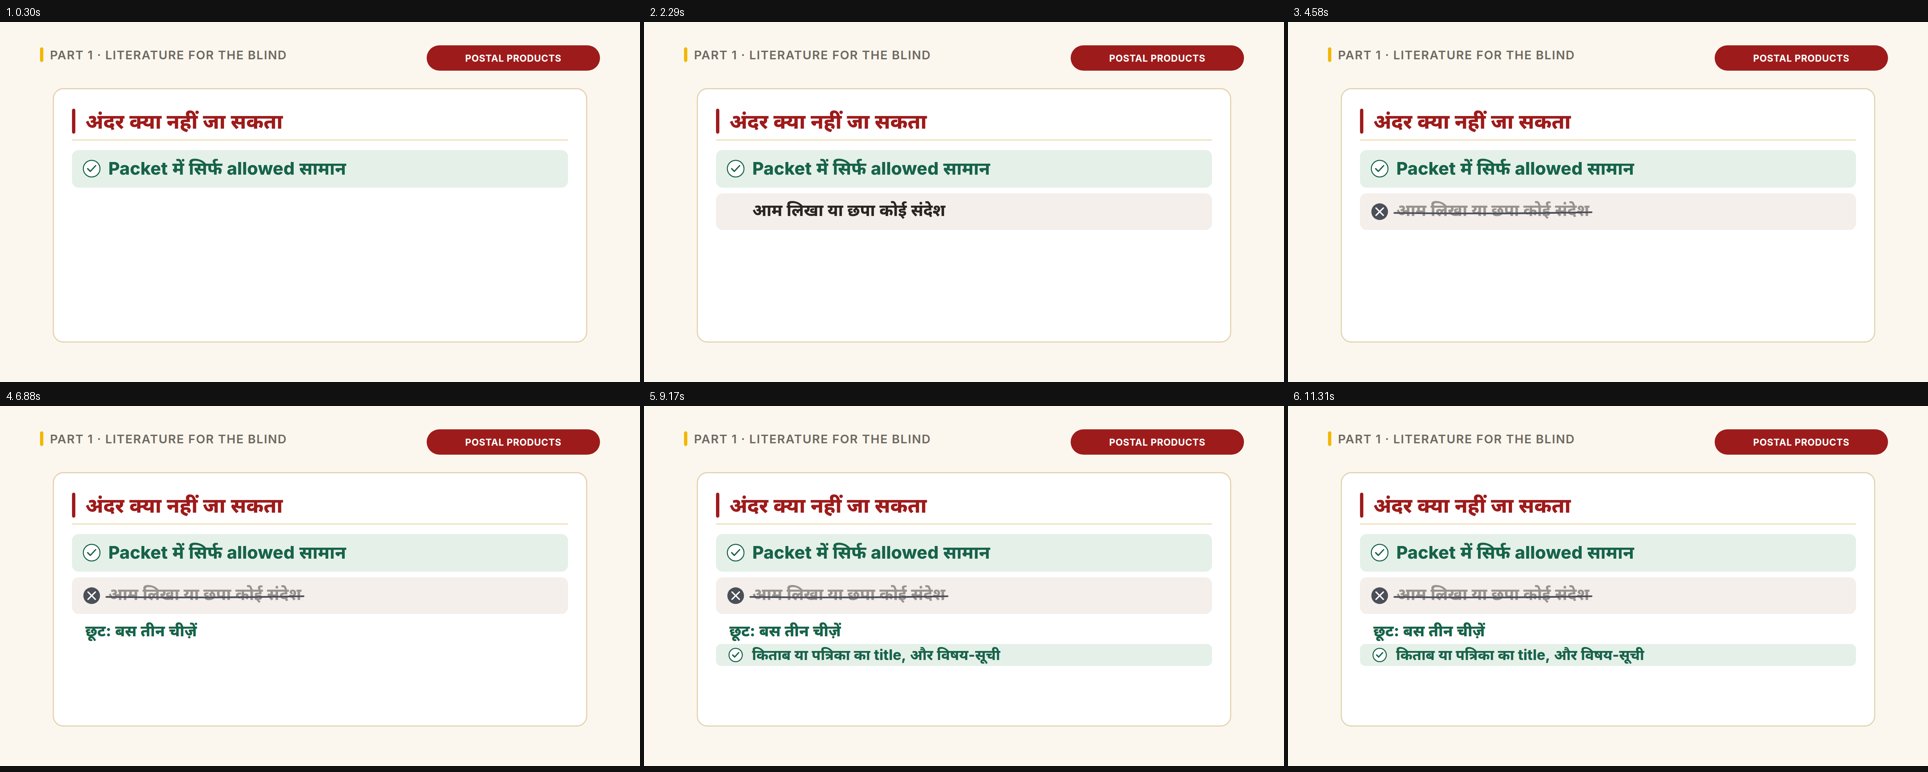 1. 0.30s
PART 1 · LITERATURE FOR THE BLIND
POSTAL PRODUCTS
अंदर क्या नहीं जा सकता
Packet में सिर्फ allowed सामान
2. 2.29s
PART 1 · LITERATURE FOR THE BLIND
POSTAL PRODUCTS
अंदर क्या नहीं जा सकता
Packet में सिर्फ allowed सामान
आम लिखा या छपा कोई संदेश
3. 4.58s
PART 1 · LITERATURE FOR THE BLIND
POSTAL PRODUCTS
अंदर क्या नहीं जा सकता
Packet में सिर्फ allowed सामान
आम लिखा या छपा कोई संदेश
4. 6.88s
PART 1 · LITERATURE FOR THE BLIND
POSTAL PRODUCTS
अंदर क्या नहीं जा सकता
Packet में सिर्फ allowed सामान
आम लिखा या छपा कोई संदेश
छूट: बस तीन चीज़ें
5. 9.17s
PART 1 · LITERATURE FOR THE BLIND
POSTAL PRODUCTS
अंदर क्या नहीं जा सकता
Packet में सिर्फ allowed सामान
आम लिखा या छपा कोई संदेश
छूट: बस तीन चीज़ें
किताब या पत्रिका का title, और विषय-सूची
6. 11.31s
PART 1 · LITERATURE FOR THE BLIND
POSTAL PRODUCTS
अंदर क्या नहीं जा सकता
Packet में सिर्फ allowed सामान
आम लिखा या छपा कोई संदेश
छूट: बस तीन चीज़ें
किताब या पत्रिका का title, और विषय-सूची